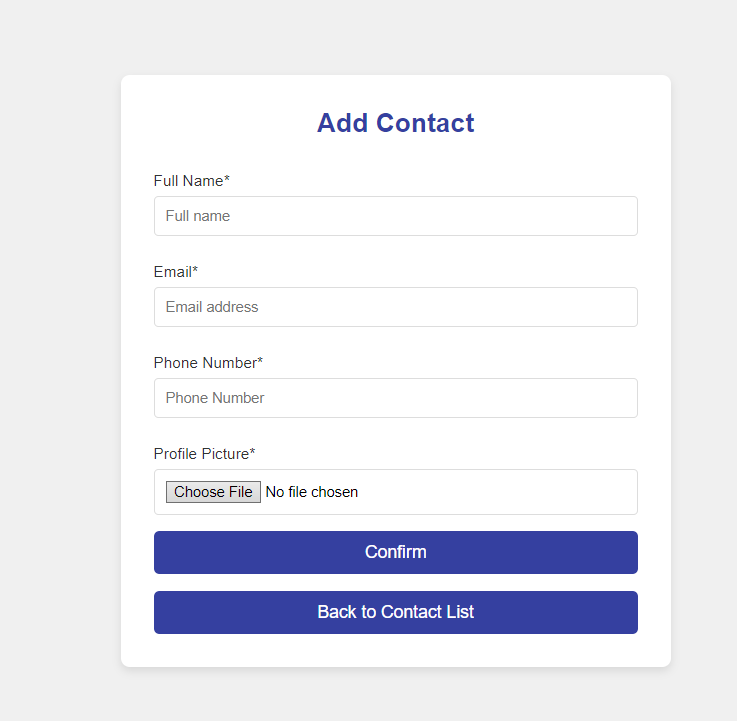 Add Contact
Full Name*
Full name
Email*
Email address
Phone Number*
Phone Number
Profile Picture*
Choose File No file chosen
Confirm
Back to Contact List